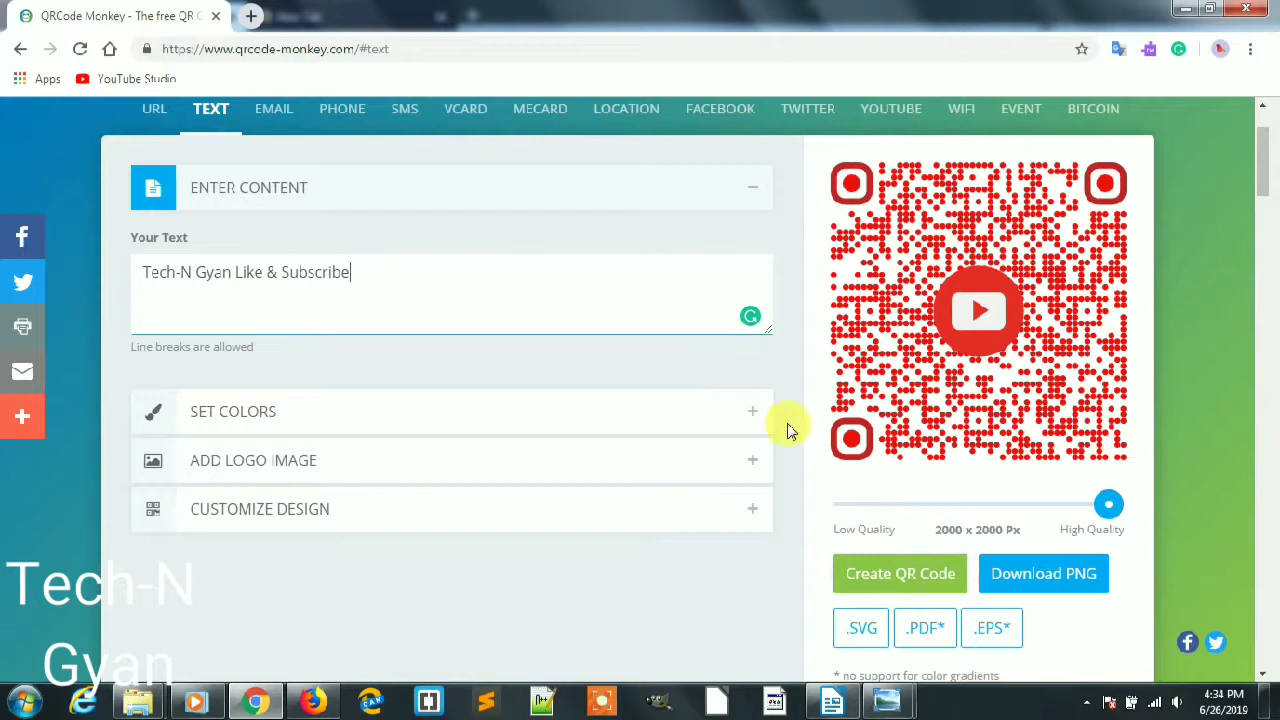 QRCode Monkey - The free QR C
New Tab
https://www.qrcode-monkey.com/#text
Apps YouTube Studio
URL TEXT EMAIL PHONE SMS VCARD MECARD LOCATION FACEBOOK TWITTER YOUTUBE WIFI EVENT BITCOIN
ENTER CONTENT
Your Text
Tech-N Gyan Like & Subscribe
Line breaks are allowed
SET COLORS
ADD LOGO IMAGE
CUSTOMIZE DESIGN
Low Quality 2000 x 2000 Px High Quality
Create QR Code Download PNG
.SVG .PDF* .EPS*
* no support for color gradients
Tech-N
Gyan
4:34 PM
6/26/2019